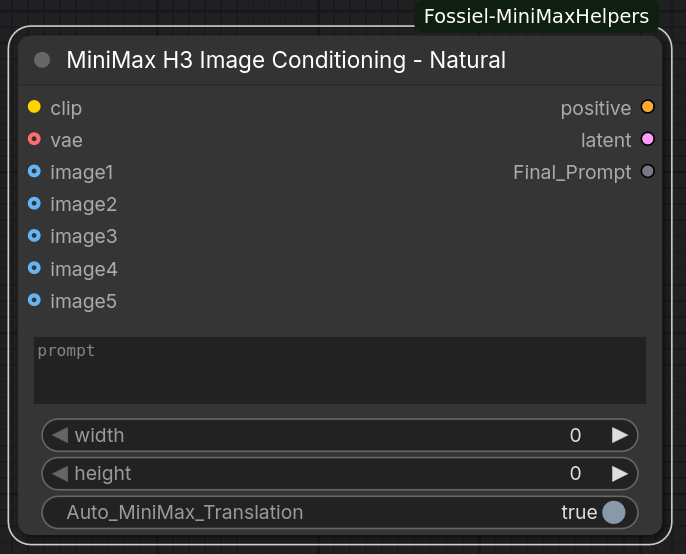 Fossiel-MiniMaxHelpers
MiniMax H3 Image Conditioning - Natural
clip
positive
vae
latent
image1
Final_Prompt
image2
image3
image4
image5
prompt
width 0
height 0
Auto_MiniMax_Translation true